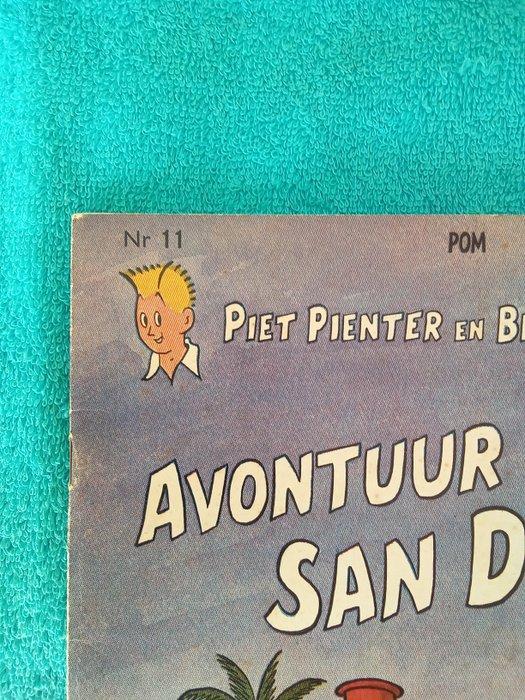 Nr 11 POM
PIET PIENTER EN
AVONTUUR
SAN